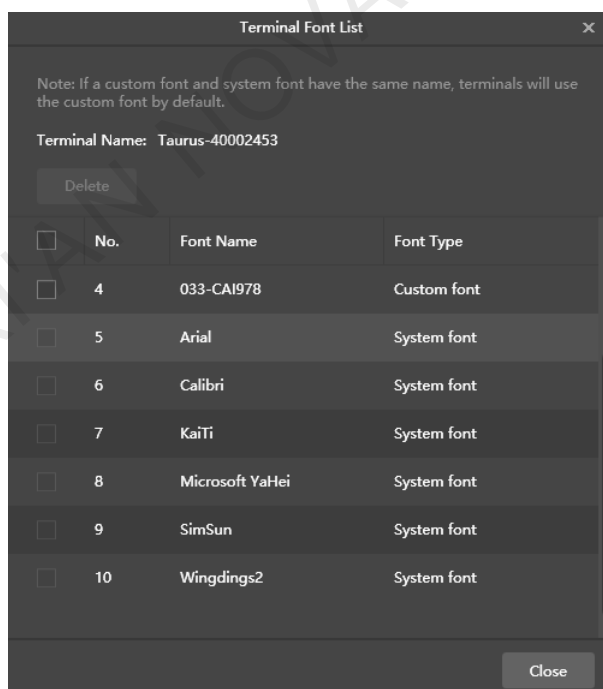 Terminal Font List
Note: If a custom font and system font have the same name, terminals will use
the custom font by default.
Terminal Name: Taurus-40002453
Delete
No. Font Name Font Type
4 033-CAI978 Custom font
5 Arial System font
6 Calibri System font
7 KaiTi System font
8 Microsoft YaHei System font
9 SimSun System font
10 Wingdings2 System font
Close